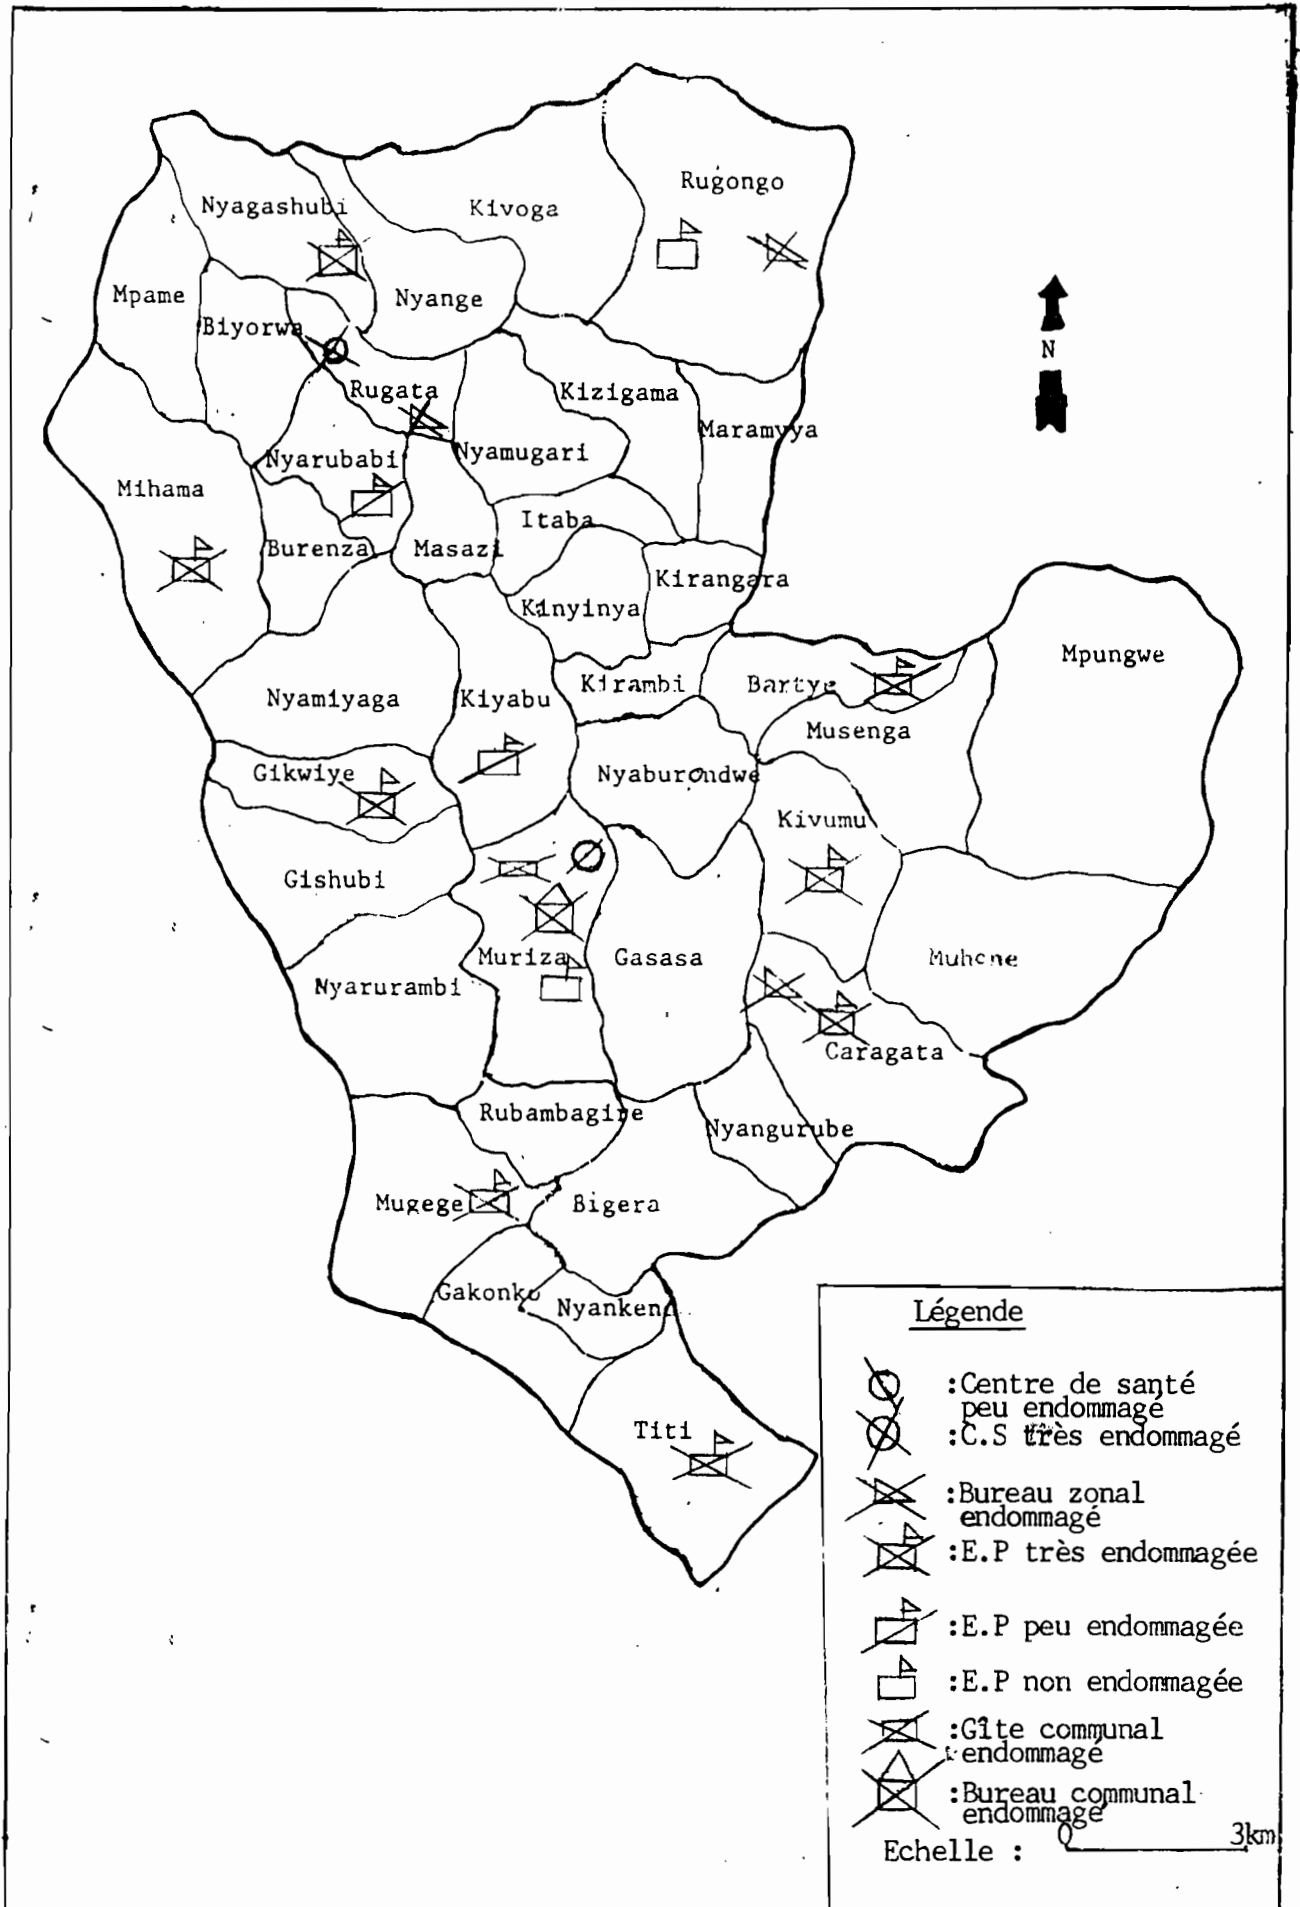 Rugongo
Nyagashubi
Kivoga
Mpame
Nyange
Biyorwa
N
Rugata
Kizigama
Maramvya
Nyarubabi
Nyamugari
Mihama
Itaba
Burenza
Masazi
Kirangara
Kinyinya
Mpungwe
Nyamiyaga
Kiyabu
Kirambi
Bartye
Musenga
Gikwiye
Nyaburondwe
Kivumu
Gishubi
Muriza
Gasasa
Nyarurambi
Caragata
Rubambagire
Nyangurube
Mugege
Bigera
Gakonko
Titi
Légende
:Centre de santé
peu endommagé
:C.S très endommagé
:Bureau zonal
endommagé
:E.P très endommagée
:E.P peu endommagée
:E.P non endommagée
:Gîte communal
endommagé
:Bureau communal
endommagé
Echelle :
0
3km